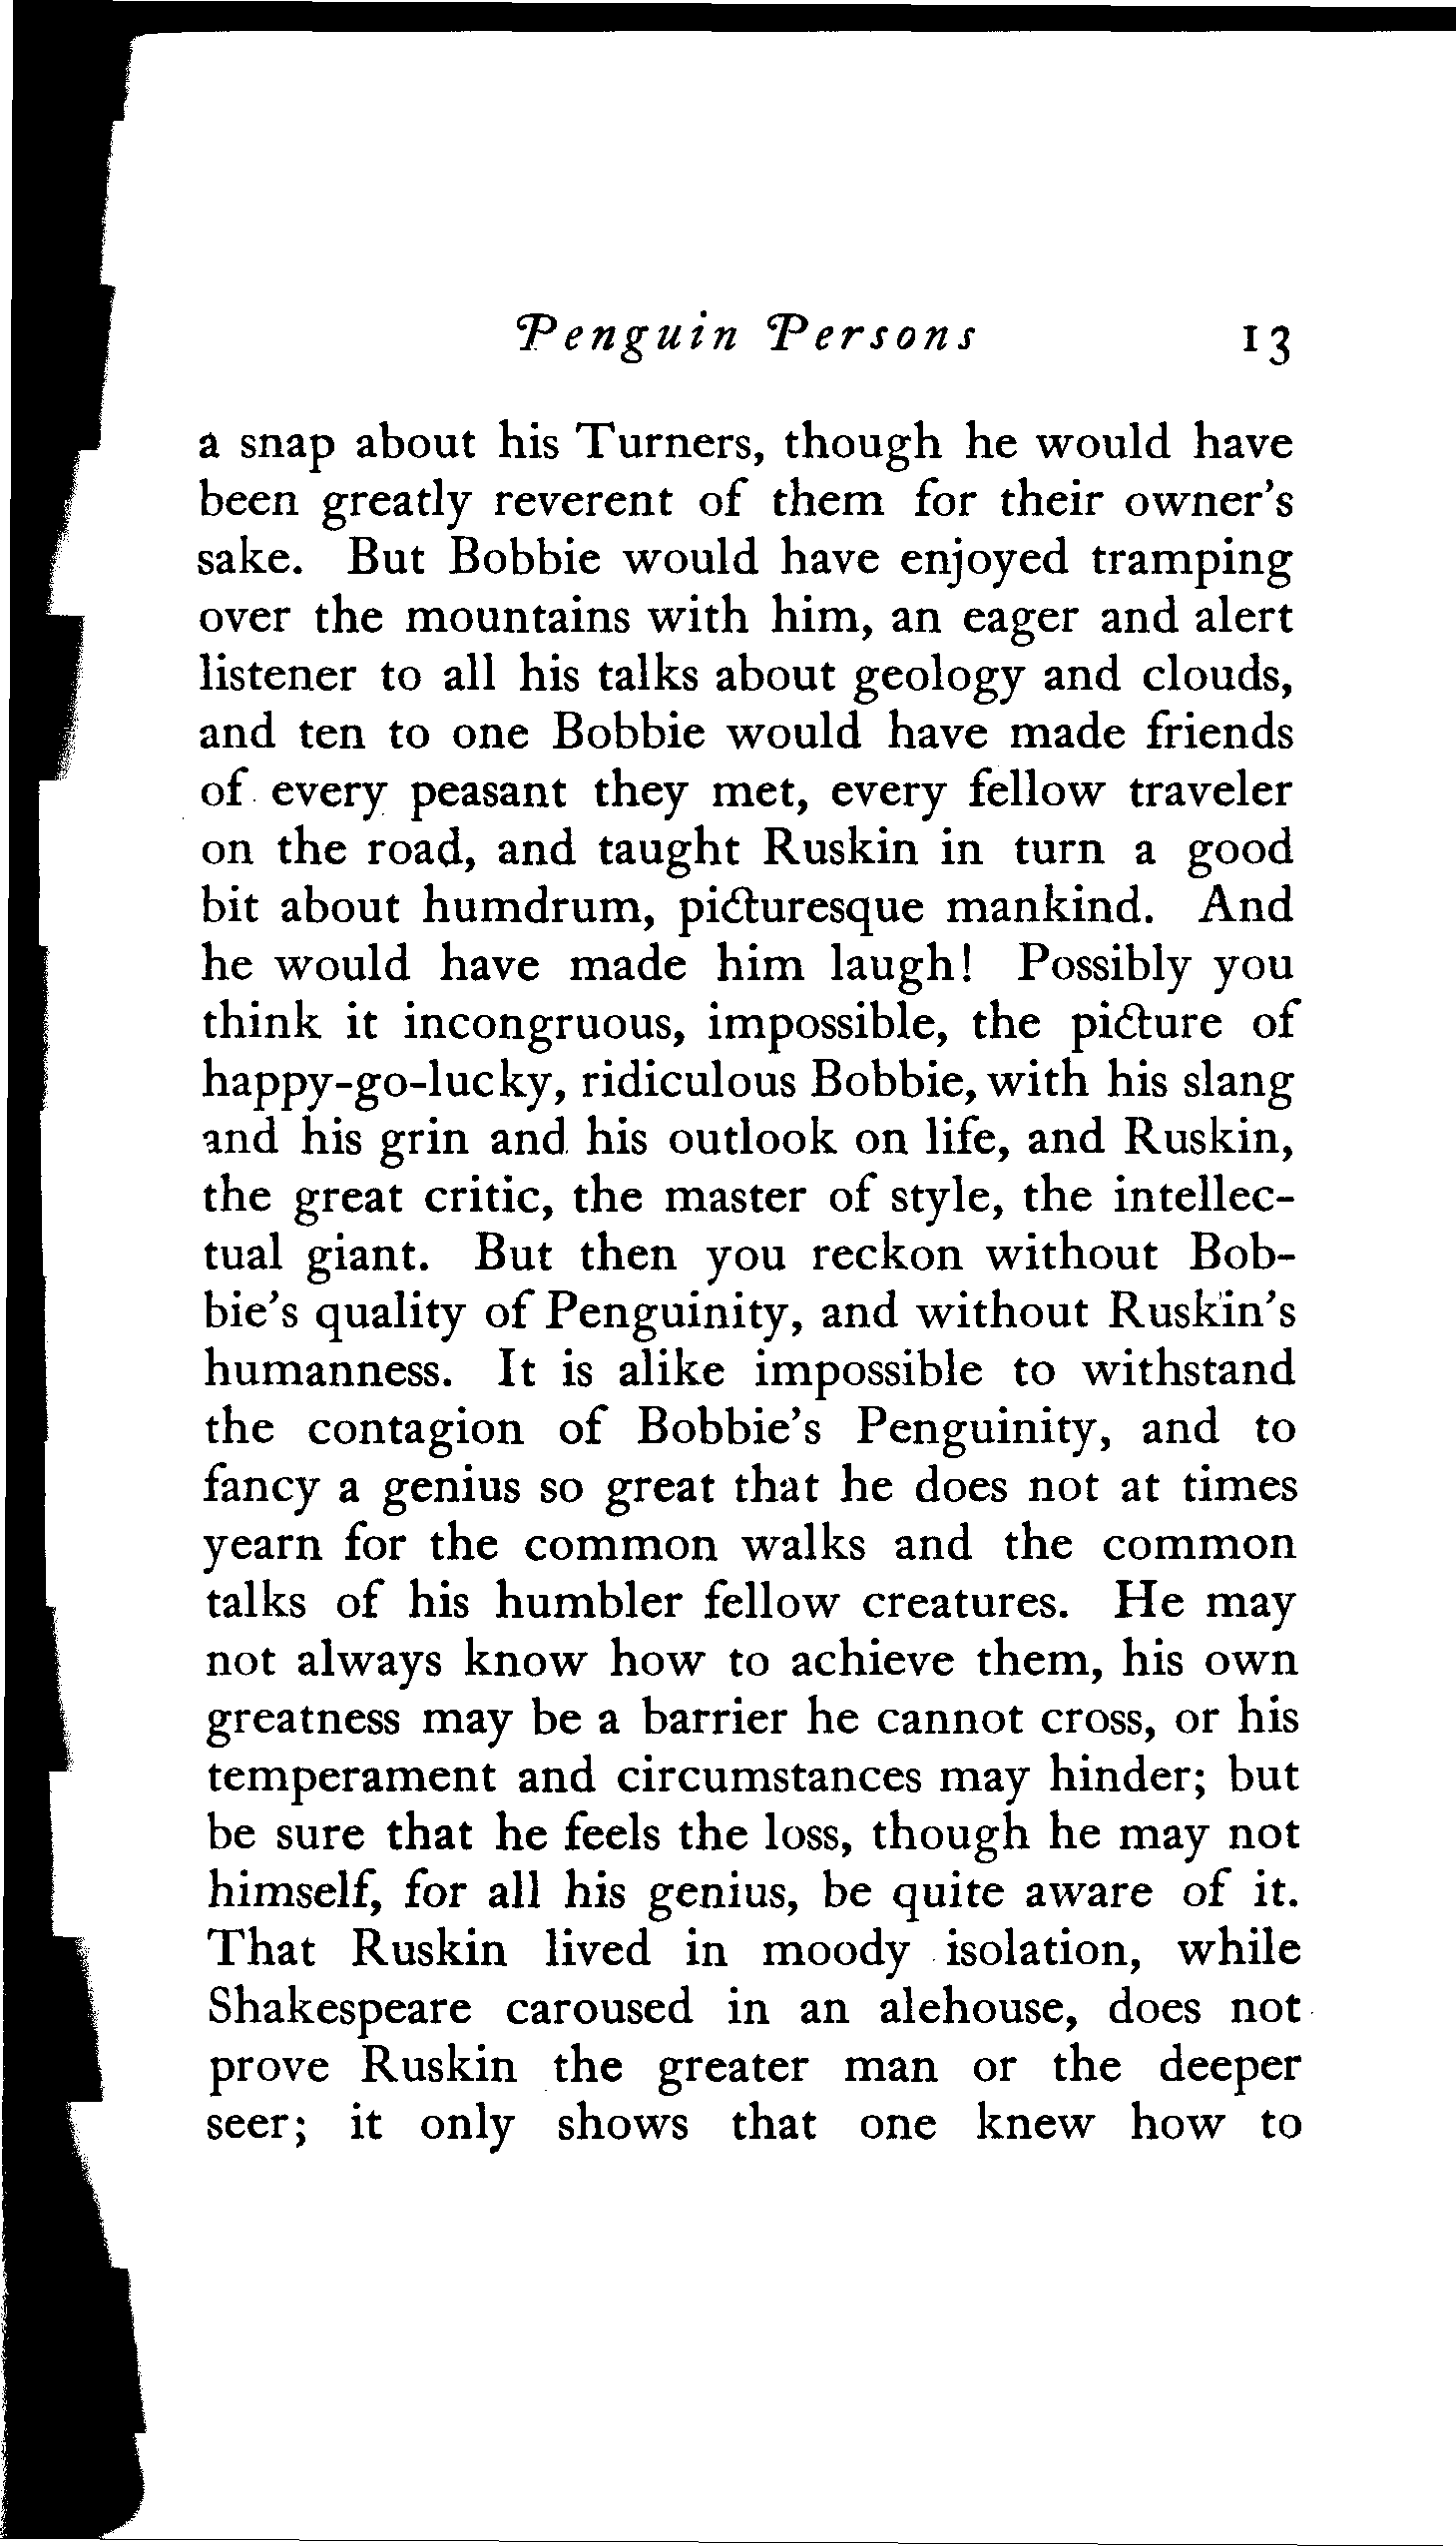 Penguin Persons 13
a snap about his Turners, though he would have
been greatly reverent of them for their owner's
sake. But Bobbie would have enjoyed tramping
over the mountains with him, an eager and alert
listener to all his talks about geology and clouds,
and ten to one Bobbie would have made friends
of every peasant they met, every fellow traveler
on the road, and taught Ruskin in turn a good
bit about humdrum, picturesque mankind. And
he would have made him laugh! Possibly you
think it incongruous, impossible, the picture of
happy-go-lucky, ridiculous Bobbie, with his slang
and his grin and his outlook on life, and Ruskin,
the great critic, the master of style, the intellec-
tual giant. But then you reckon without Bob-
bie's quality of Penguinity, and without Ruskin's
humanness. It is alike impossible to withstand
the contagion of Bobbie's Penguinity, and to
fancy a genius so great that he does not at times
yearn for the common walks and the common
talks of his humbler fellow creatures. He may
not always know how to achieve them, his own
greatness may be a barrier he cannot cross, or his
temperament and circumstances may hinder; but
be sure that he feels the loss, though he may not
himself, for all his genius, be quite aware of it.
That Ruskin lived in moody isolation, while
Shakespeare caroused in an alehouse, does not
prove Ruskin the greater man or the deeper
seer; it only shows that one knew how to